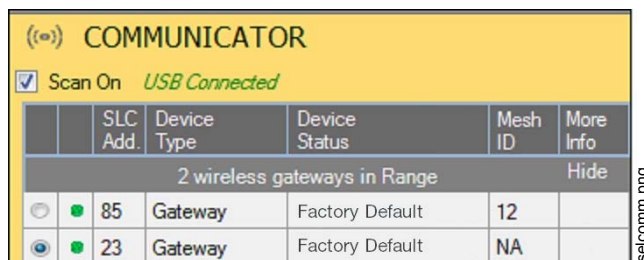 ((o)) COMMUNICATOR
Scan On USB Connected
SLC Add. Device Type Device Status Mesh ID More Info
2 wireless gateways in Range Hide
85 Gateway Factory Default 12
23 Gateway Factory Default NA
selcomm.png